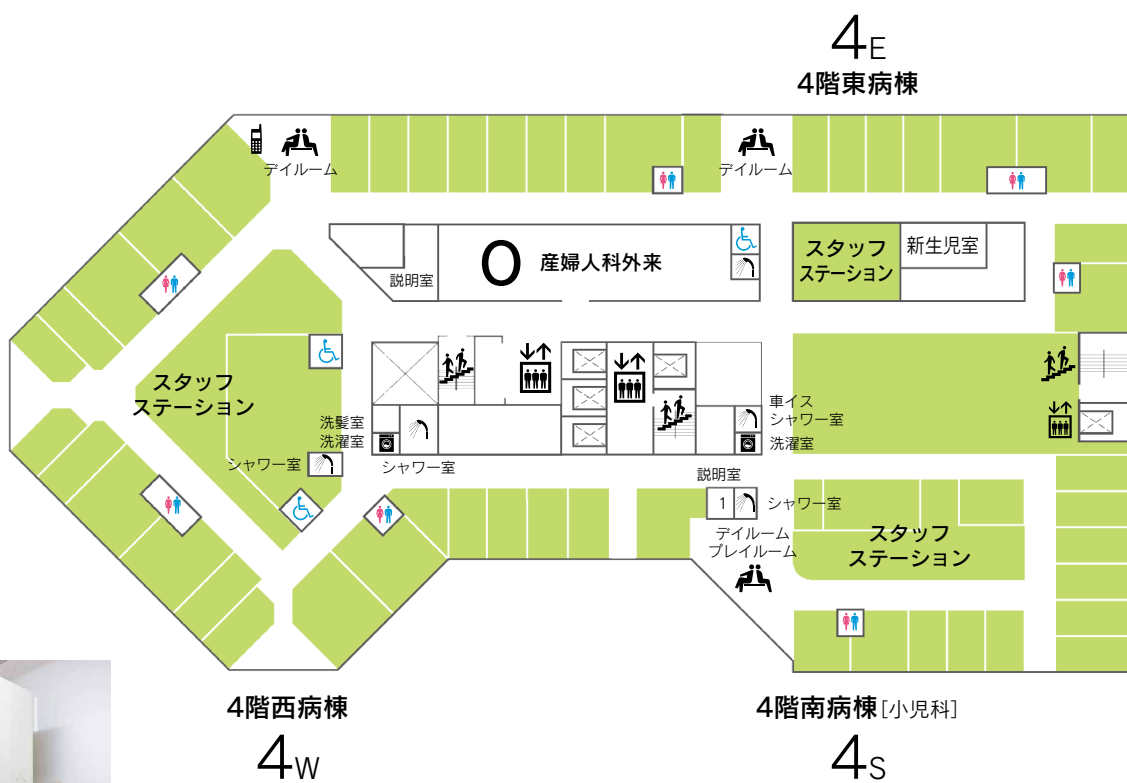 4E
4階東病棟
デイルーム
デイルーム
説明室
O 産婦人科外来
スタッフ
ステーション
新生児室
スタッフ
ステーション
洗髪室
洗濯室
シャワー室
シャワー室
車イス
シャワー室
洗濯室
説明室
1
シャワー室
デイルーム
プレイルーム
スタッフ
ステーション
4階西病棟
4W
4階南病棟[小児科]
4S